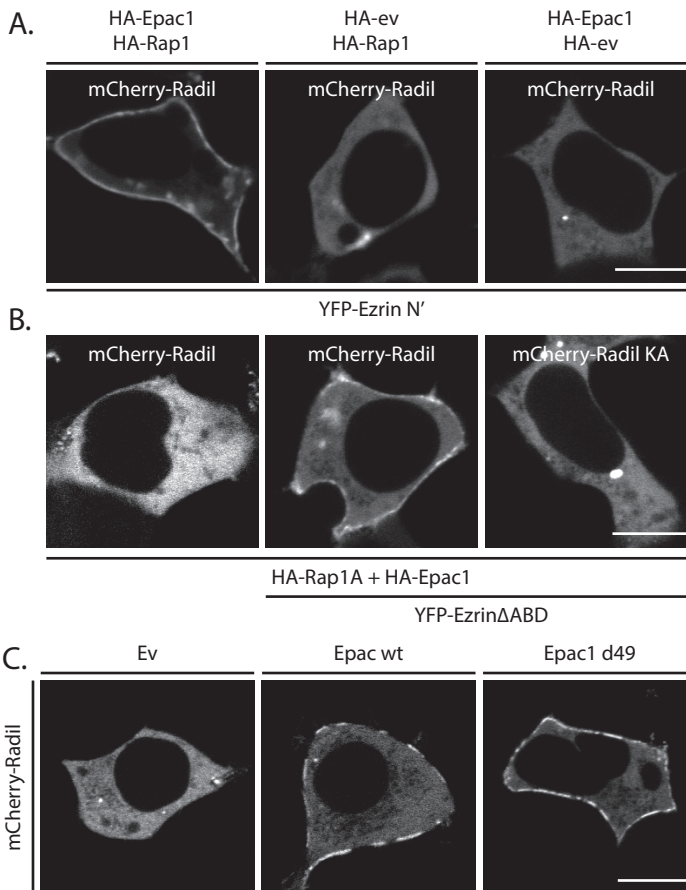 A.
HA-Epac1
HA-Rap1
HA-ev
HA-Rap1
HA-Epac1
HA-ev
mCherry-Radil
mCherry-Radil
mCherry-Radil
YFP-Ezrin N'
B.
mCherry-Radil
mCherry-Radil
mCherry-Radil KA
HA-Rap1A + HA-Epac1
YFP-EzrinΔABD
C.
Ev
Epac wt
Epac1 d49
mCherry-Radil